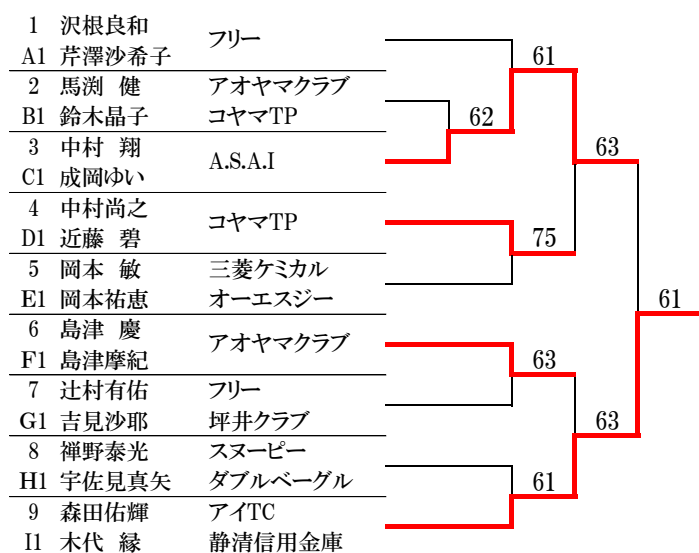 1 沢根良和 フリー
A1 芹澤沙希子
61
2 馬渕 健 アオヤマクラブ
B1 鈴木晶子 コヤマTP
62
3 中村 翔 A.S.A.I
C1 成岡ゆい
63
4 中村尚之 コヤマTP
D1 近藤 碧
75
5 岡本 敏 三菱ケミカル
E1 岡本祐恵 オーエスジー
61
6 島津 慶 アオヤマクラブ
F1 島津摩紀
63
7 辻村有佑 フリー
G1 吉見沙耶 坪井クラブ
63
8 禅野泰光 スヌーピー
H1 宇佐見真矢 ダブルベーグル
61
9 森田佑輝 アイTC
I1 木代 縁 静清信用金庫